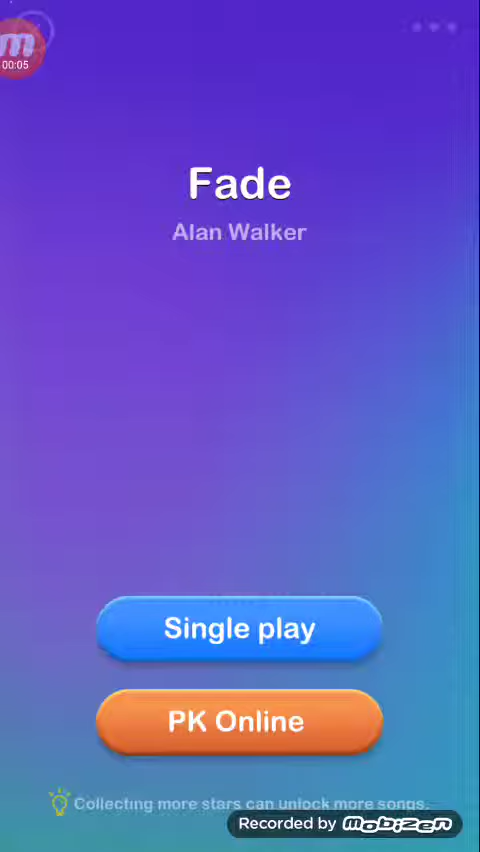 m
00:05
Fade
Alan Walker
Single play
PK Online
Collecting more stars can unlock more songs.
Recorded by mobizen